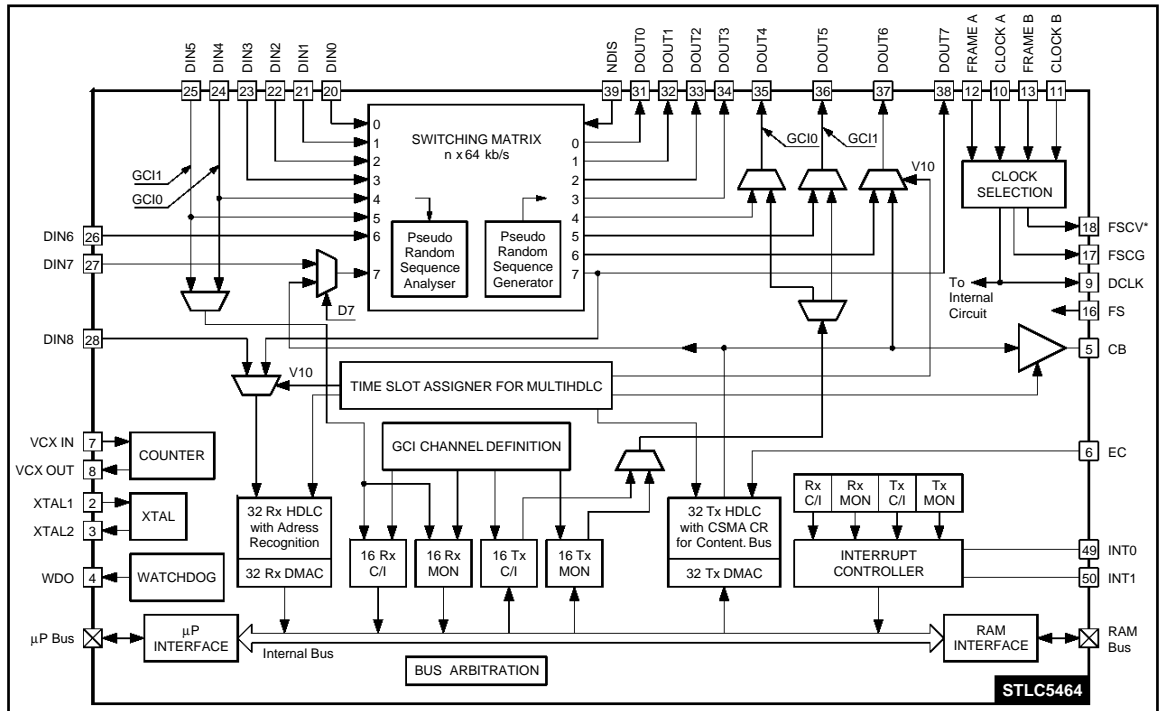 DIN5
DIN4
DIN3
DIN2
DIN1
DIN0
NDIS
DOUT0
DOUT1
DOUT2
DOUT3
DOUT4
DOUT5
DOUT6
DOUT7
FRAME A
CLOCK A
FRAME B
CLOCK B
25
24
23
22
21
20
39
31
32
33
34
35
36
37
38
12
10
13
11
0
1
2
3
4
5
6
7
SWITCHING MATRIX
n x 64 kb/s
0
1
2
3
4
5
6
7
Pseudo
Random
Sequence
Analyser
Pseudo
Random
Sequence
Generator
GCI1
GCI0
GCI0
GCI1
V10
CLOCK
SELECTION
DIN6
26
DIN7
27
D7
DIN8
28
18
FSCV*
17
FSCG
To
Internal
Circuit
9
DCLK
16
FS
5
CB
V10
TIME SLOT ASSIGNER FOR MULTIHDLC
GCI CHANNEL DEFINITION
VCX IN
7
VCX OUT
8
COUNTER
XTAL1
2
XTAL2
3
XTAL
WDO
4
WATCHDOG
6
EC
32 Rx HDLC
with Adress
Recognition
32 Rx DMAC
16 Rx
C/I
16 Rx
MON
16 Tx
C/I
16 Tx
MON
32 Tx HDLC
with CSMA CR
for Content. Bus
32 Tx DMAC
Rx
C/I
Rx
MON
Tx
C/I
Tx
MON
INTERRUPT
CONTROLLER
49
INT0
50
INT1
µP Bus
µP
INTERFACE
Internal Bus
BUS ARBITRATION
RAM
INTERFACE
RAM
Bus
STLC5464